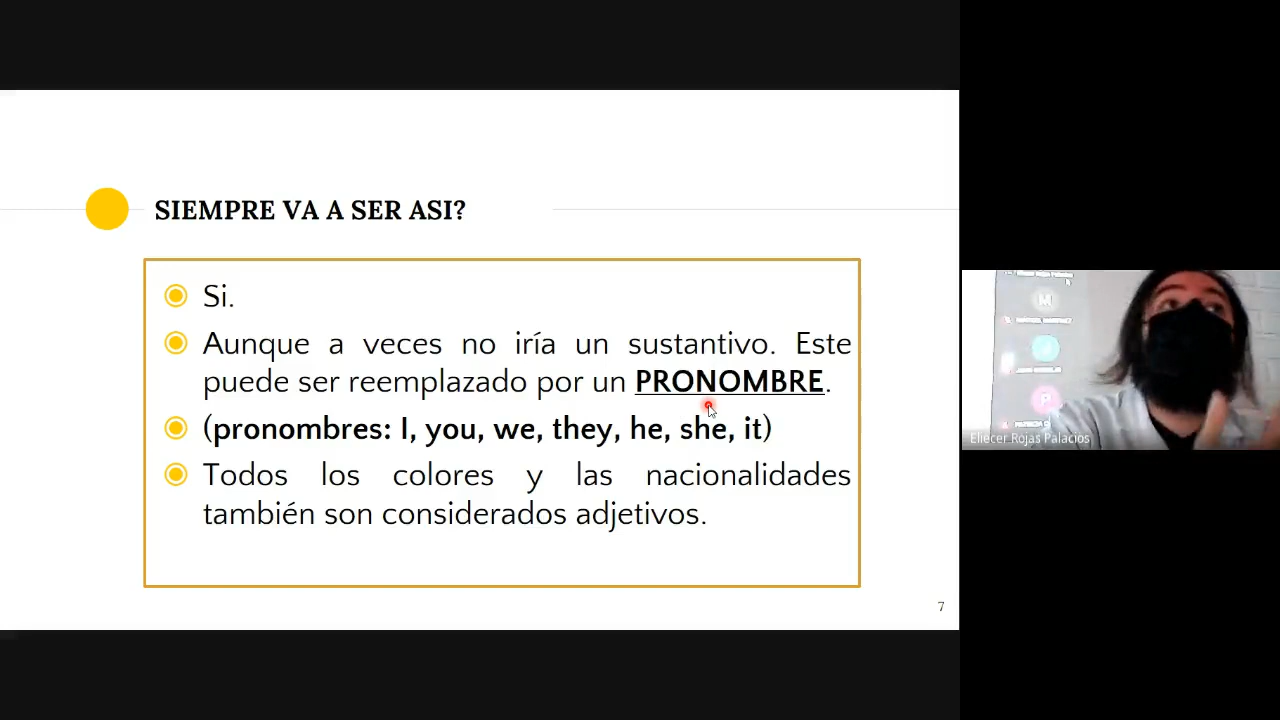 SIEMPRE VA A SER ASI?
Si.
Aunque a veces no iría un sustantivo. Este
puede ser reemplazado por un PRONOMBRE.
(pronombres: I, you, we, they, he, she, it)
Todos los colores y las nacionalidades
también son considerados adjetivos.
7
M
P
Eliecer Rojas Palacios